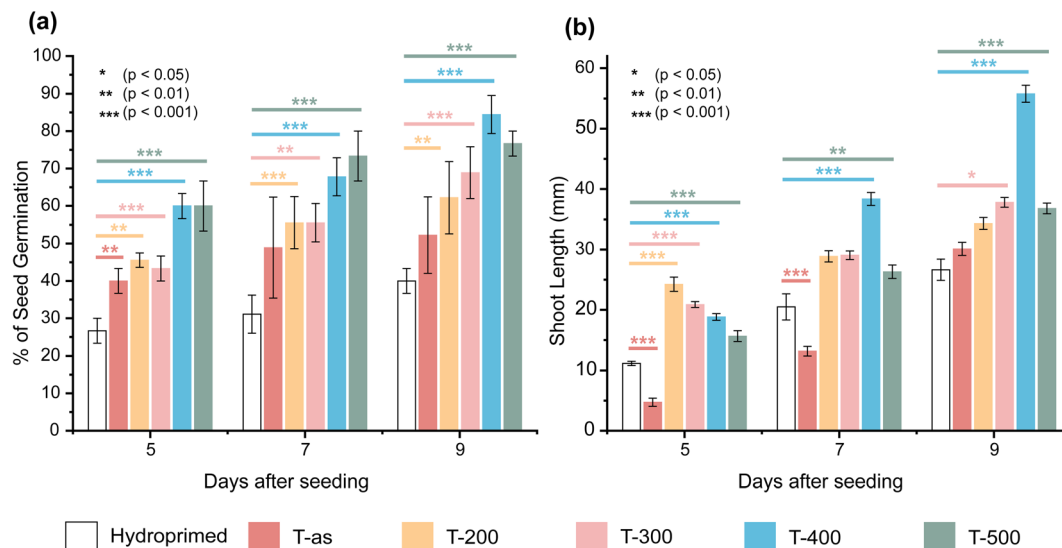 (a)
% of Seed Germination
100
90
80
70
60
50
40
30
20
10
0
* (p < 0.05)
** (p < 0.01)
*** (p < 0.001)
***
***
***
**
**
***
***
**
***
***
***
***
**
5
7
9
Days after seeding
(b)
Shoot Length (mm)
60
50
40
30
20
10
0
* (p < 0.05)
** (p < 0.01)
*** (p < 0.001)
***
***
***
***
***
**
***
***
***
***
*
5
7
9
Days after seeding
Hydroprimed
T-as
T-200
T-300
T-400
T-500